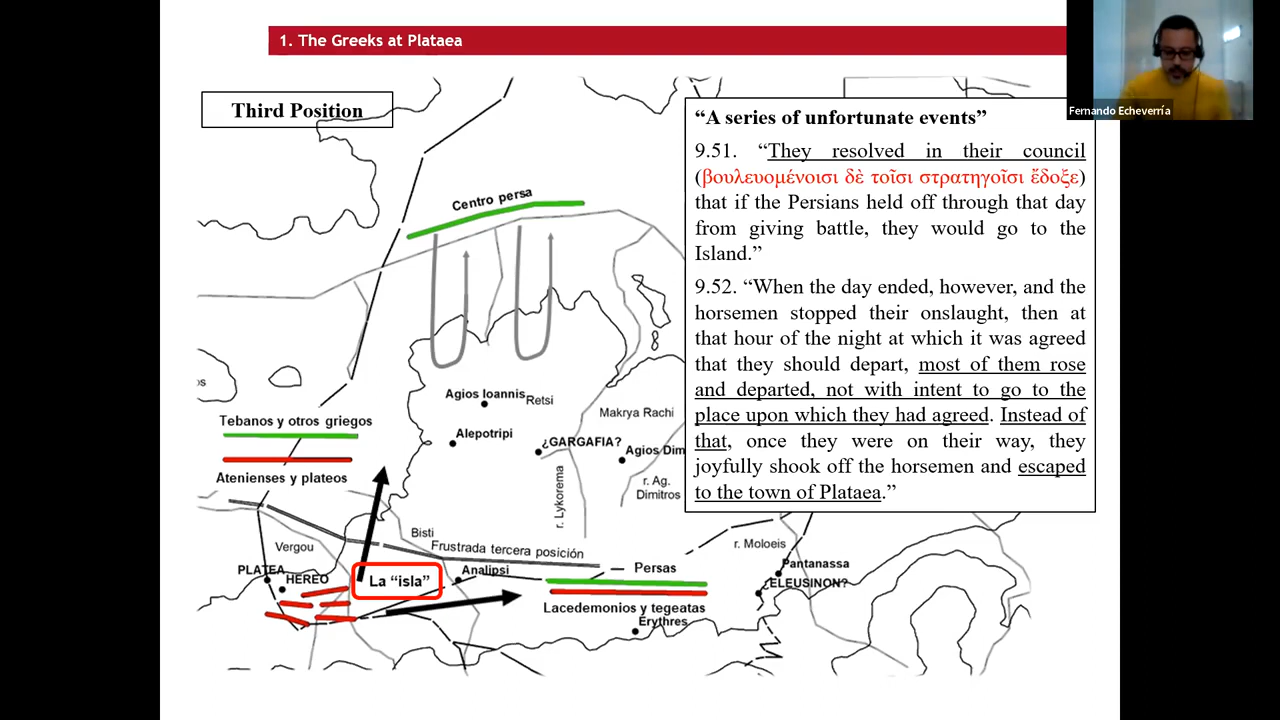 1. The Greeks at Plataea
Fernando Echeverría
Third Position
“A series of unfortunate events”
9.51. “They resolved in their council
(βουλευομένοισι δὲ τοῖσι στρατηγοῖσι ἔδοξε)
that if the Persians held off through that day
from giving battle, they would go to the
Island.”
9.52. “When the day ended, however, and the
horsemen stopped their onslaught, then at
that hour of the night at which it was agreed
that they should depart, most of them rose
and departed, not with intent to go to the
place upon which they had agreed. Instead of
that, once they were on their way, they
joyfully shook off the horsemen and escaped
to the town of Plataea.”
Centro persa
os
Agios Ioannis
Retsi
Makrya Rachi
Tebanos y otros griegos
Alepotripi
¿GARGAFIA?
Agios Dim
Atenienses y plateos
r. Lykorema
r. Ag.
Dimitros
Bisti
Vergou
Frustrada tercera posición
r. Moloeis
PLATEA
HEREO
La “isla”
Analipsi
Persas
Pantanassa
¿ELEUSINON?
Lacedemonios y tegeatas
Erythres